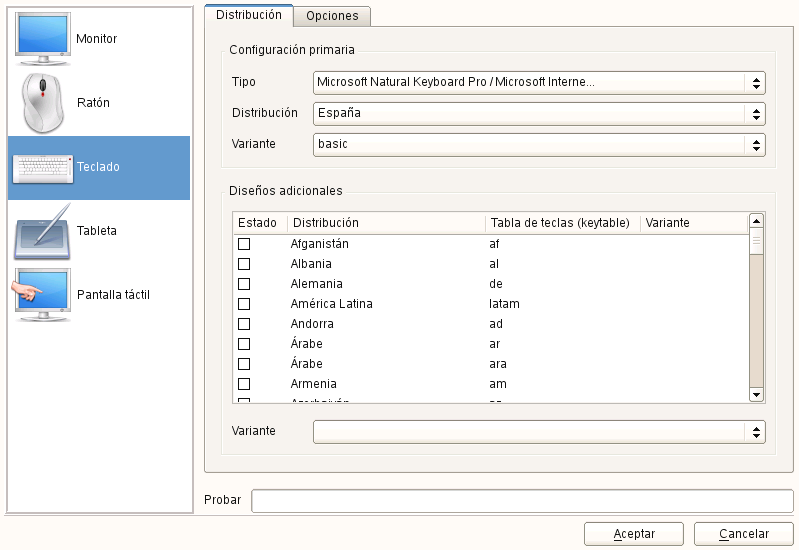 Monitor
Ratón
Teclado
Tableta
Pantalla táctil
Distribución Opciones
Configuración primaria
Tipo Microsoft Natural Keyboard Pro / Microsoft Interne...
Distribución España
Variante basic
Diseños adicionales
Estado Distribución Tabla de teclas (keytable) Variante
Afganistán af
Albania al
Alemania de
América Latina latam
Andorra ad
Árabe ar
Árabe ara
Armenia am
Azerbaiyán az
Variante
Probar
Aceptar Cancelar